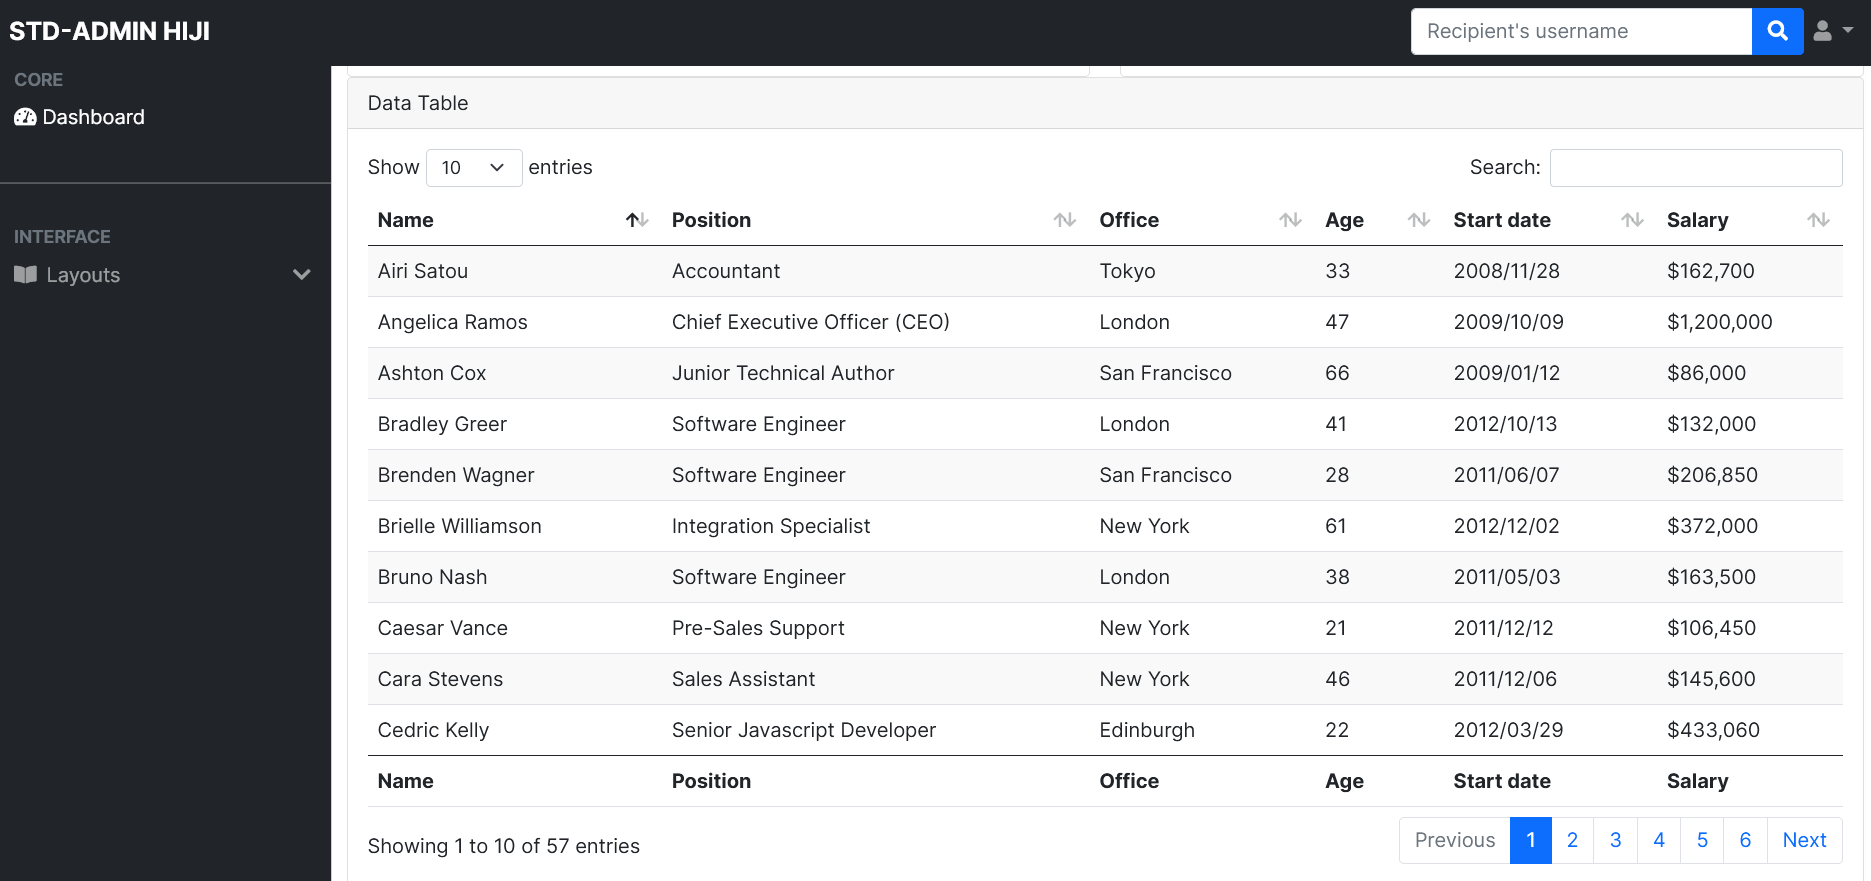 STD-ADMIN HIJI
Recipient's username
CORE
Dashboard
INTERFACE
Layouts
Data Table
Show 10 entries Search:
Name Position Office Age Start date Salary
Airi Satou Accountant Tokyo 33 2008/11/28 $162,700
Angelica Ramos Chief Executive Officer (CEO) London 47 2009/10/09 $1,200,000
Ashton Cox Junior Technical Author San Francisco 66 2009/01/12 $86,000
Bradley Greer Software Engineer London 41 2012/10/13 $132,000
Brenden Wagner Software Engineer San Francisco 28 2011/06/07 $206,850
Brielle Williamson Integration Specialist New York 61 2012/12/02 $372,000
Bruno Nash Software Engineer London 38 2011/05/03 $163,500
Caesar Vance Pre-Sales Support New York 21 2011/12/12 $106,450
Cara Stevens Sales Assistant New York 46 2011/12/06 $145,600
Cedric Kelly Senior Javascript Developer Edinburgh 22 2012/03/29 $433,060
Name Position Office Age Start date Salary
Showing 1 to 10 of 57 entries Previous 1 2 3 4 5 6 Next